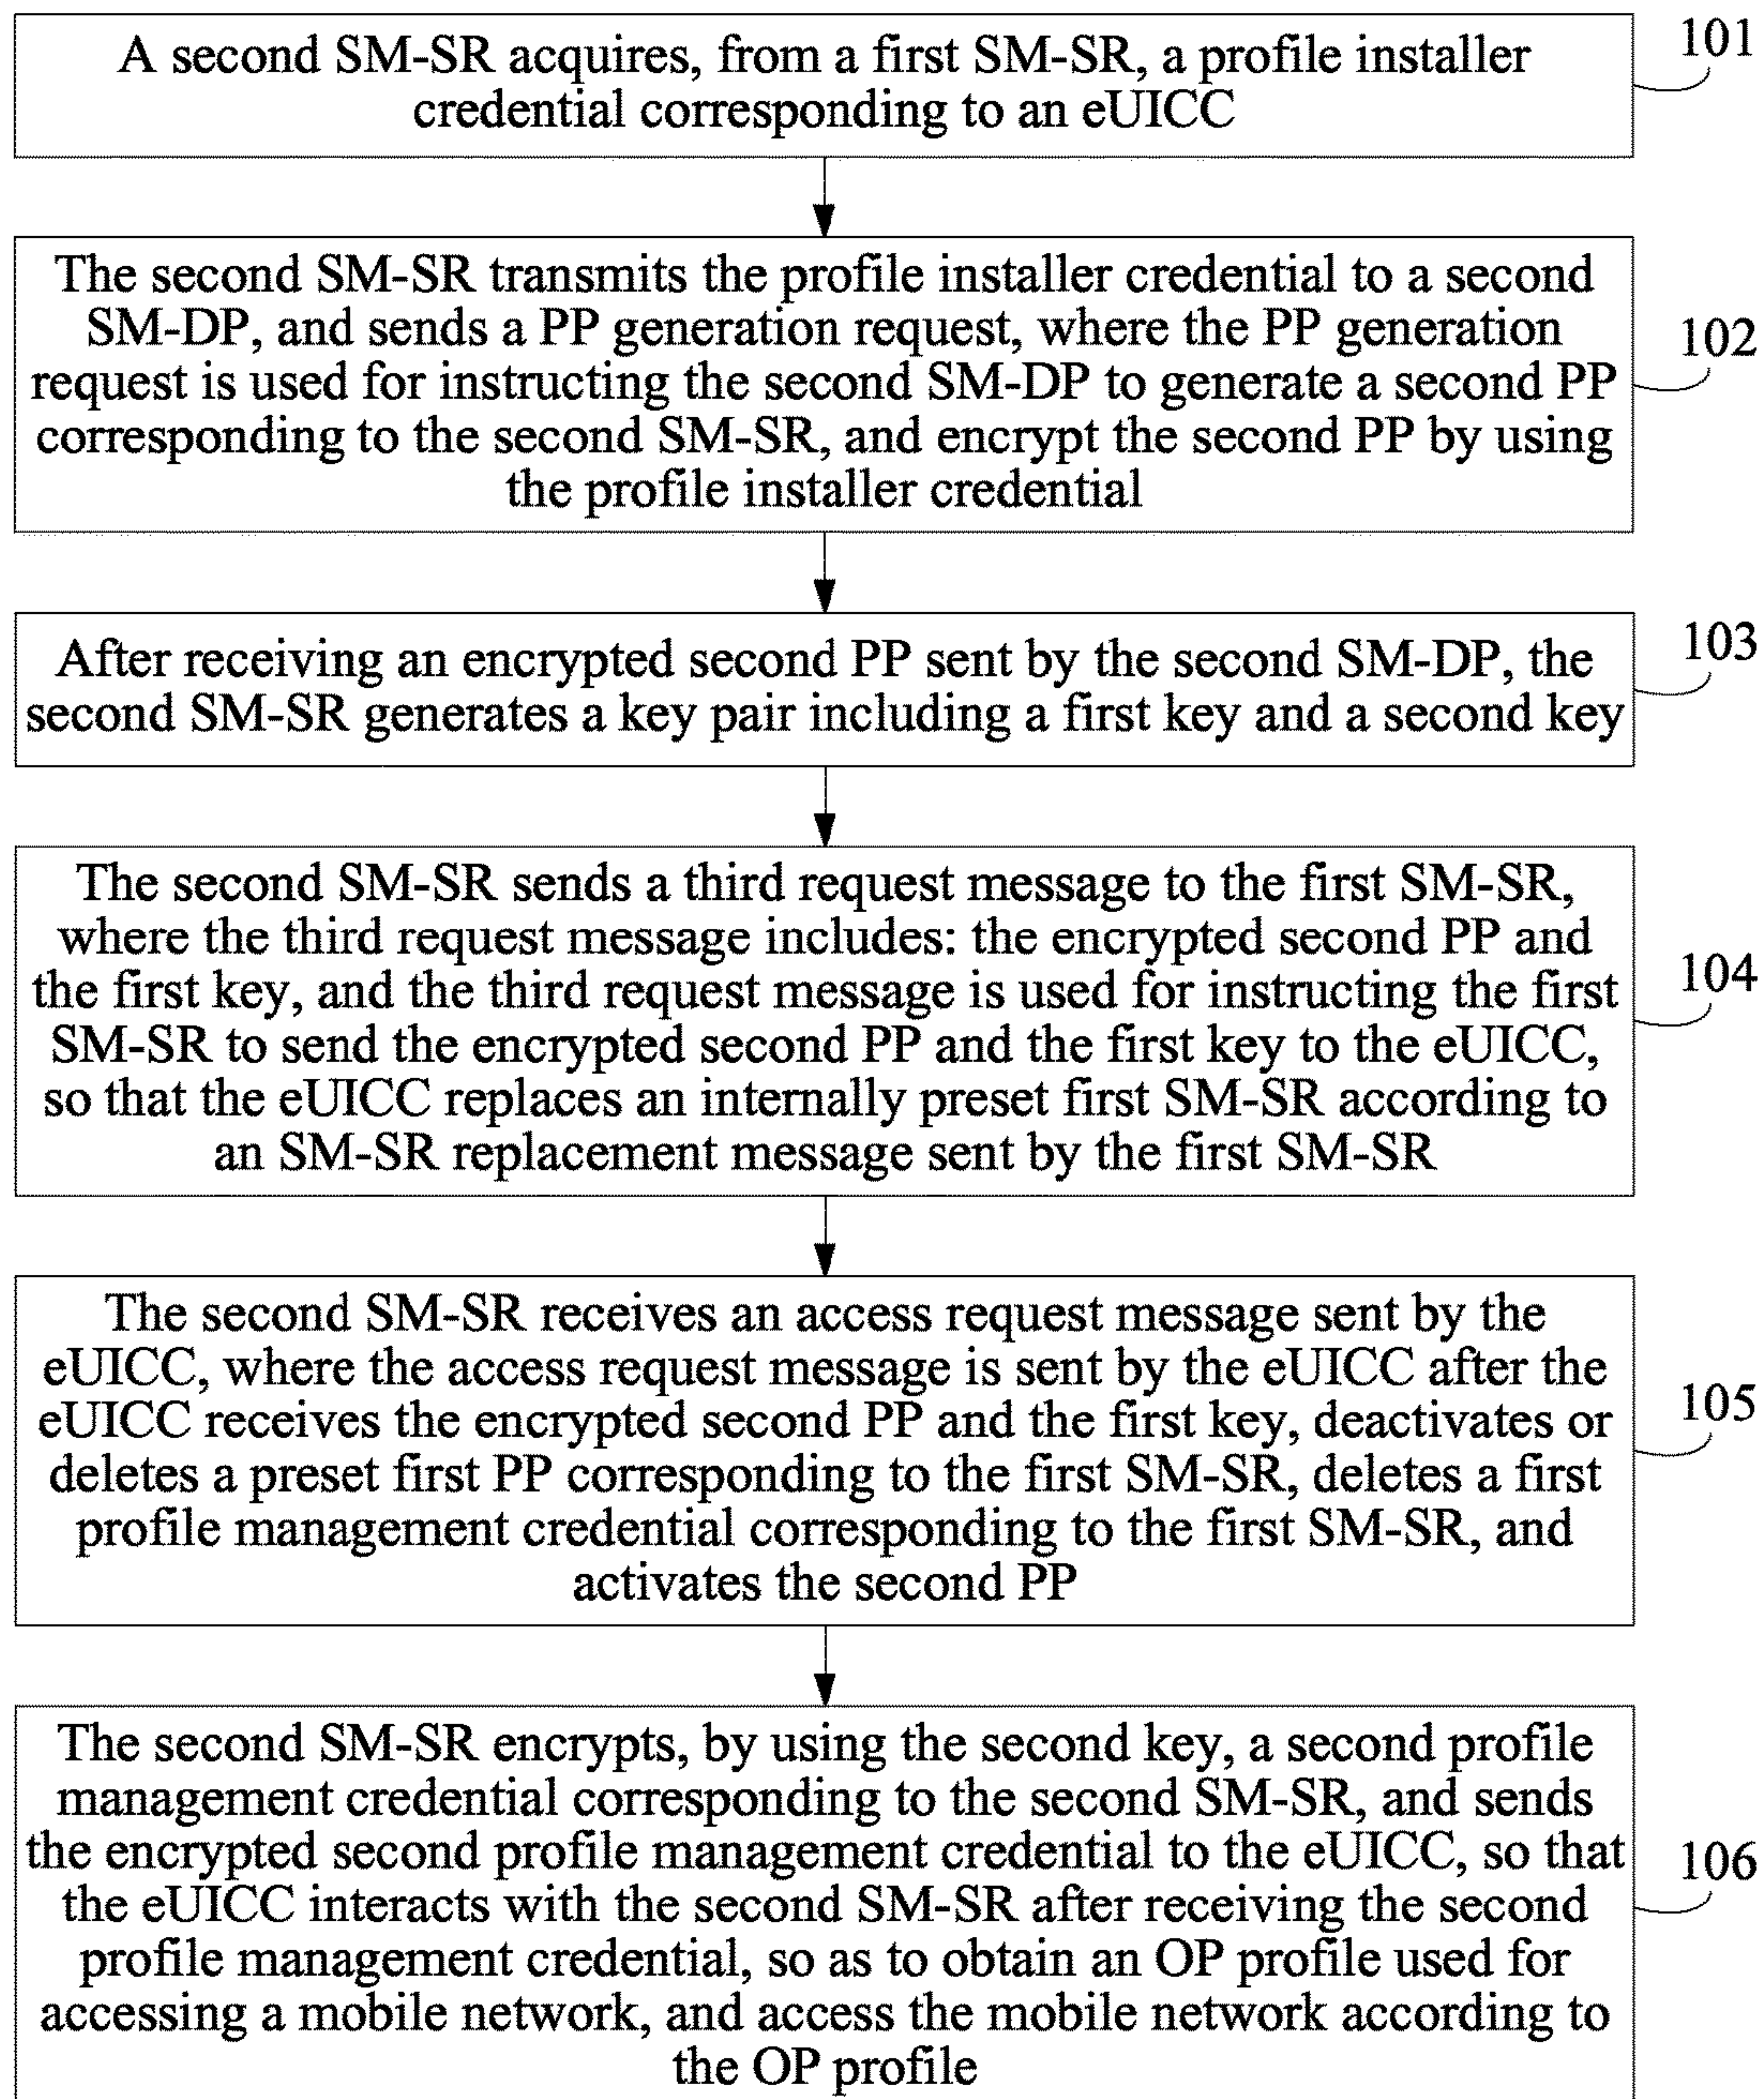 A second SM-SR acquires, from a first SM-SR, a profile installer
credential corresponding to an eUICC
101
The second SM-SR transmits the profile installer credential to a second
SM-DP, and sends a PP generation request, where the PP generation
request is used for instructing the second SM-DP to generate a second PP
corresponding to the second SM-SR, and encrypt the second PP by using
the profile installer credential
102
After receiving an encrypted second PP sent by the second SM-DP, the
second SM-SR generates a key pair including a first key and a second key
103
The second SM-SR sends a third request message to the first SM-SR,
where the third request message includes: the encrypted second PP and
the first key, and the third request message is used for instructing the first
SM-SR to send the encrypted second PP and the first key to the eUICC,
so that the eUICC replaces an internally preset first SM-SR according to
an SM-SR replacement message sent by the first SM-SR
104
The second SM-SR receives an access request message sent by the
eUICC, where the access request message is sent by the eUICC after the
eUICC receives the encrypted second PP and the first key, deactivates or
deletes a preset first PP corresponding to the first SM-SR, deletes a first
profile management credential corresponding to the first SM-SR, and
activates the second PP
105
The second SM-SR encrypts, by using the second key, a second profile
management credential corresponding to the second SM-SR, and sends
the encrypted second profile management credential to the eUICC, so that
the eUICC interacts with the second SM-SR after receiving the second
profile management credential, so as to obtain an OP profile used for
accessing a mobile network, and access the mobile network according to
the OP profile
106